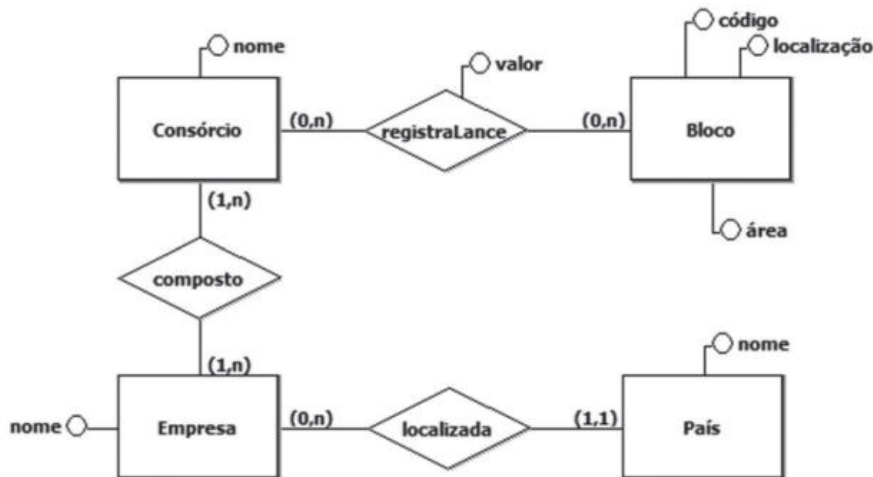 nome
código
localização
valor
Consórcio
(0,n)
registraLance
(0,n)
Bloco
(1,n)
área
composto
(1,n)
nome
nome
Empresa
(0,n)
localizada
(1,1)
País